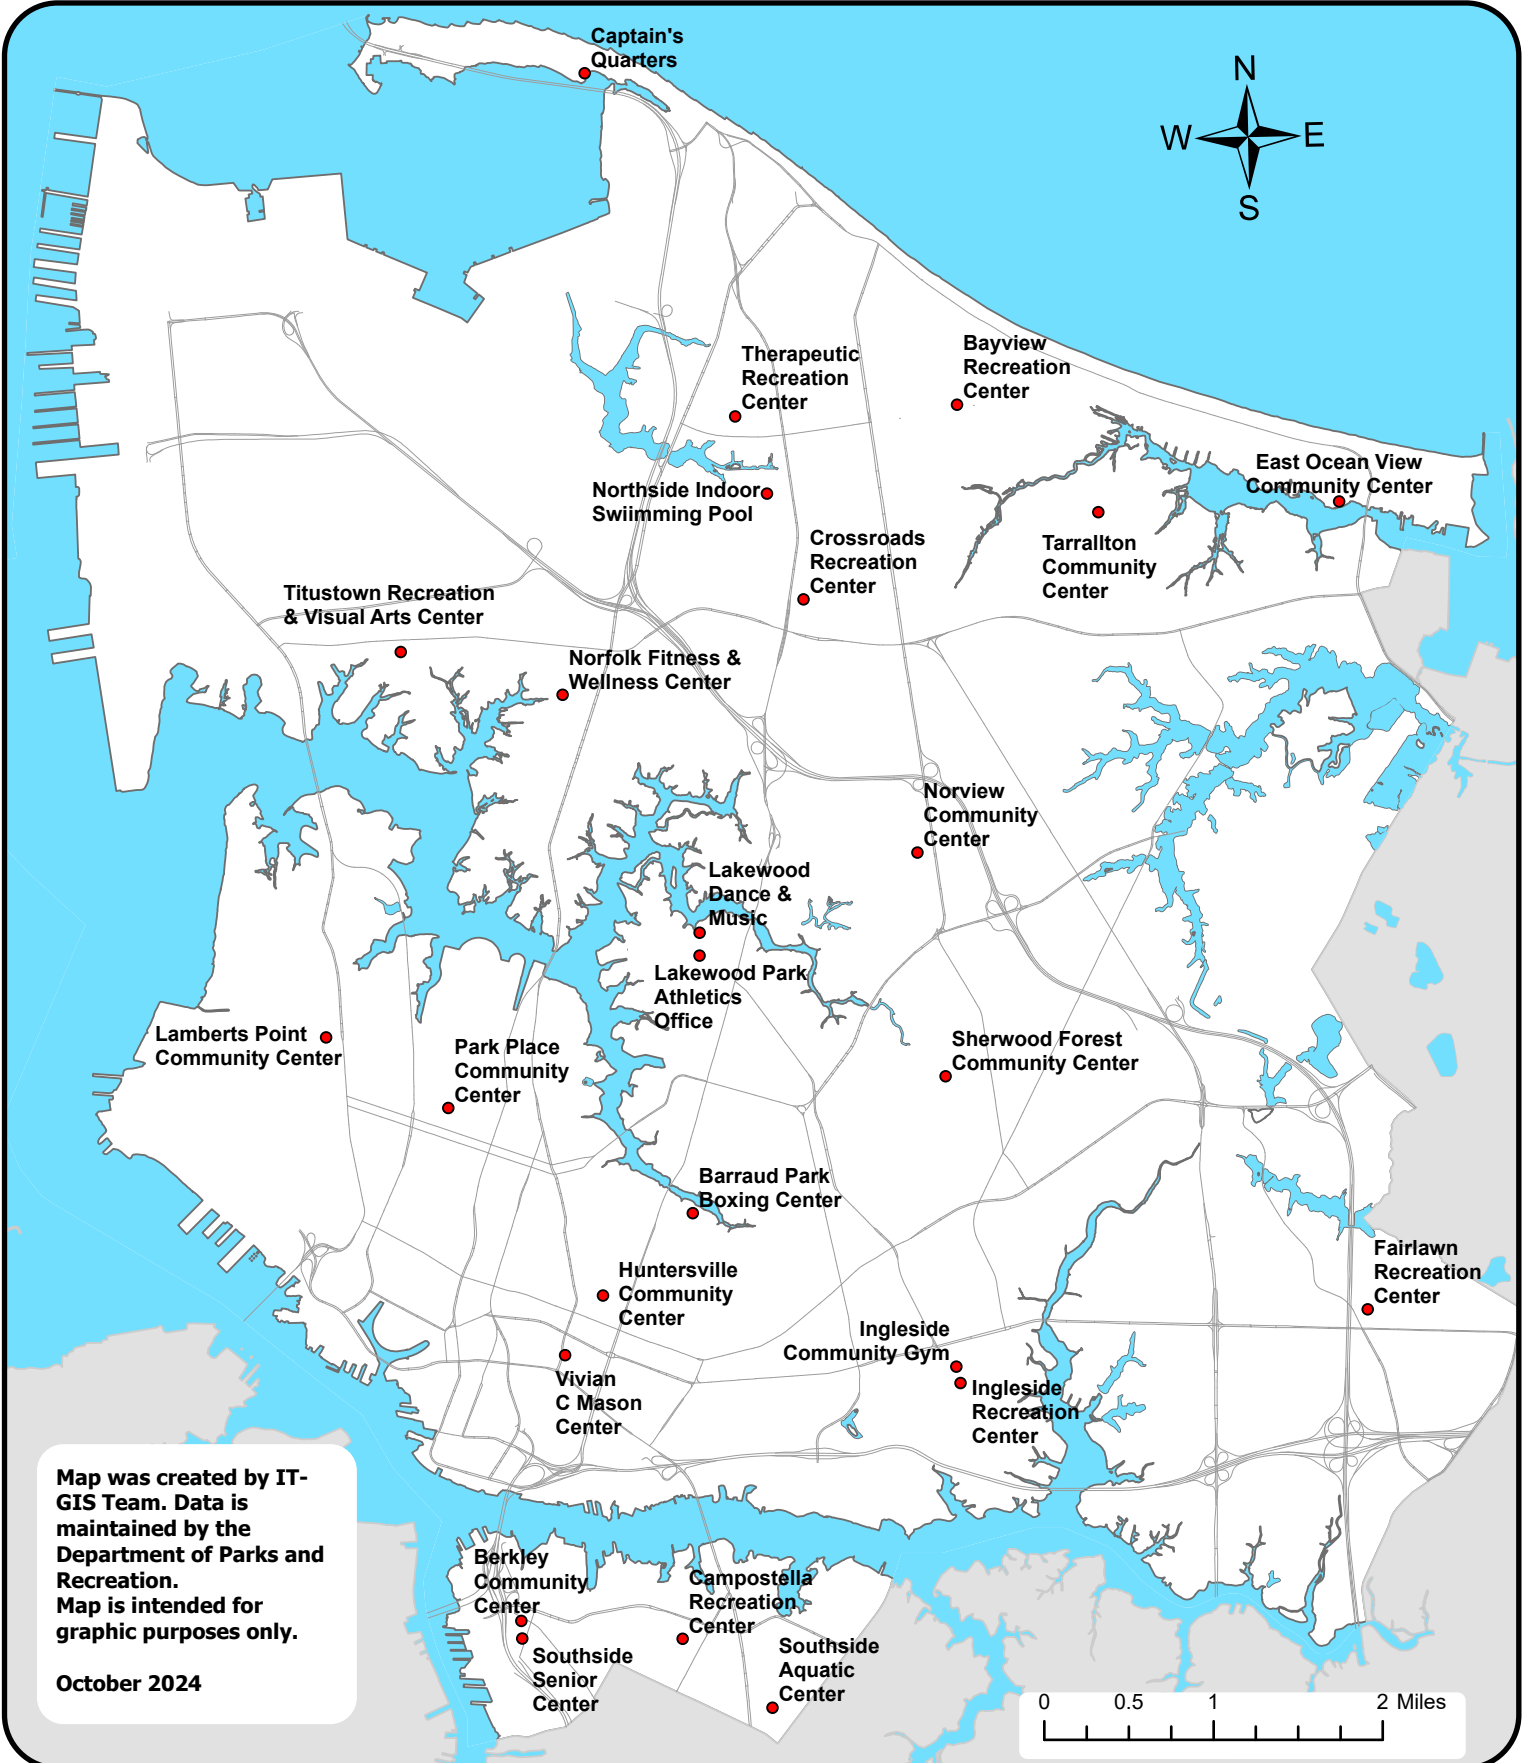 Captain's
Quarters
N
W
E
S
Bayview
Recreation
Center
Therapeutic
Recreation
Center
East Ocean View
Community Center
Northside Indoor
Swiimming Pool
Crossroads
Recreation
Center
Tarrallton
Community
Center
Titustown Recreation
& Visual Arts Center
Norfolk Fitness &
Wellness Center
Norview
Community
Center
Lakewood
Dance &
Music
Lakewood Park
Athletics
Office
Lamberts Point
Community Center
Park Place
Community
Center
Sherwood Forest
Community Center
Barraud Park
Boxing Center
Fairlawn
Recreation
Center
Huntersville
Community
Center
Ingleside
Community Gym
Vivian
C Mason
Center
Ingleside
Recreation
Center
Map was created by IT-
GIS Team. Data is
maintained by the
Department of Parks and
Recreation.
Map is intended for
graphic purposes only.
October 2024
Berkley
Community
Center
Campostella
Recreation
Center
Southside
Senior
Center
Southside
Aquatic
Center
0 0.5 1 2 Miles